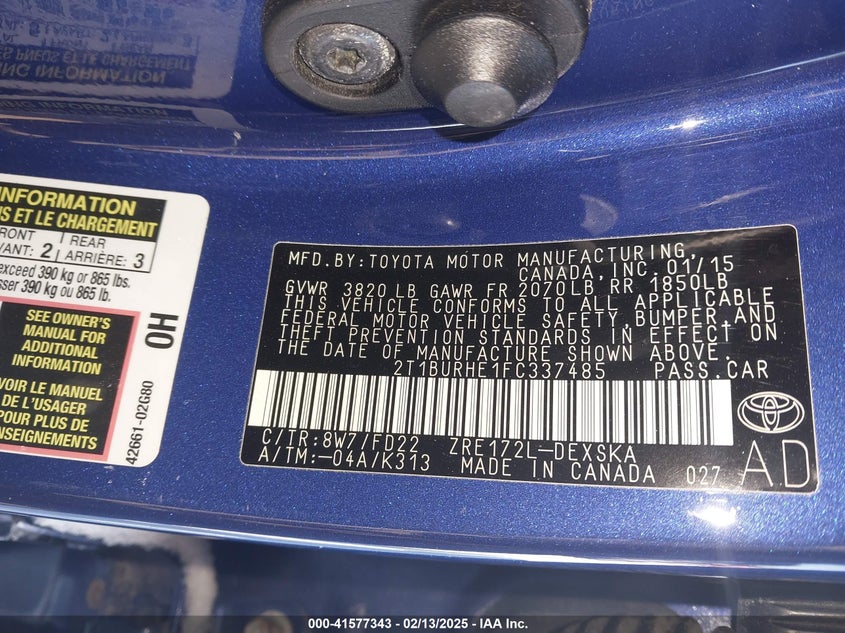 NFORMATION
NS ET LE CHARGEMENT
RONT
VANT: 2
REAR
ARRIÈRE: 3
exceed 390 kg or 865 lbs.
sser 390 kg ou 865 lb.
SEE OWNER'S
MANUAL FOR
ADDITIONAL
INFORMATION
VOIR LE MANUEL
DE L'USAGER
POUR PLUS DE
ENSEIGNEMENTS
42661-02G80
0H
MFD.BY:TOYOTA MOTOR MANUFACTURING,
CANADA, INC. 01/15
GVWR 3820 LB GAWR FR 2070LB, RR 1850LB
THIS VEHICLE CONFORMS TO ALL APPLICABLE
FEDERAL MOTOR VEHICLE SAFETY,BUMPER,AND
THEFT PREVENTION STANDARDS IN EFFECT ON
THE DATE OF MANUFACTURE SHOWN ABOVE.
2T1BURHE1FC337485 PASS.CAR
C/TR:8W7/FD22 ZRE172L-DEXSKA
A/TM:-04A/K313 MADE IN CANADA 027
AD
000-41577343 - 02/13/2025 - IAA Inc.